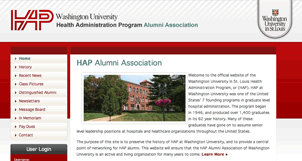 HAP
Washington University
Health Administration Program Alumni Association
Washington
University
in St. Louis
Home
History
Recent News
Class Pictures
Distinguished Alumni
Newsletters
Message Board
In Memoriam
Pay Dues
Contact
User Login
HAP Alumni Association
Welcome to the official website of the
Washington University in St. Louis Health
Administration Program, or (HAP). HAP at
Washington University was one of the United
States' 7 founding programs in graduate level
hospital administration. The program began
in 1946, and produced over 1,400 graduates
in its 62 year history. Many of these
graduates have gone on to assume senior
level leadership positions at hospitals and healthcare organizations throughout the United States.
The purpose of this site is to preserve the history of HAP at Washington University, and to provide a central
point of networking for HAP alumni. The website will ensure that the HAP Alumni Association of Washington
University is an active and living organization for many years to come. Learn More »